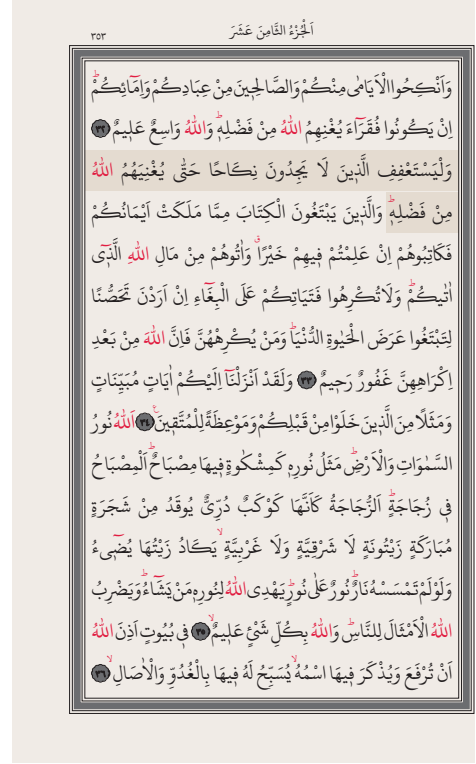 اَلْجُزْءُ الثَّامِنَ عَشَرَ
٣٥٣
وَاَنْكِحُوا الْاَيَامٰى مِنْكُمْ وَالصَّالِح۪ينَ مِنْ عِبَادِكُمْ وَاِمَٓائِكُمْۜ
اِنْ يَكُونُوا فُقَرَٓاءَ يُغْنِهِمُ اللّٰهُ مِنْ فَضْلِه۪ۜ وَاللّٰهُ وَاسِعٌ عَل۪يمٌ ﴿٣٢﴾
وَلْيَسْتَعْفِفِ الَّذ۪ينَ لَا يَجِدُونَ نِكَاحًا حَتّٰى يُغْنِيَهُمُ اللّٰهُ
مِنْ فَضْلِه۪ۜ وَالَّذ۪ينَ يَبْتَغُونَ الْكِتَابَ مِمَّا مَلَكَتْ اَيْمَانُكُمْ
فَكَاتِبُوهُمْ اِنْ عَلِمْتُمْ ف۪يهِمْ خَيْرًاۗ وَاٰتُوهُمْ مِنْ مَالِ اللّٰهِ الَّذ۪ٓى
اٰتٰيكُمْۜ وَلَا تُكْرِهُوا فَتَيَاتِكُمْ عَلَى الْبِغَٓاءِ اِنْ اَرَدْنَ تَحَصُّنًا
لِتَبْتَغُوا عَرَضَ الْحَيٰوةِ الدُّنْيَاۜ وَمَنْ يُكْرِهْهُنَّ فَاِنَّ اللّٰهَ مِنْ بَعْدِ
اِكْرَاهِهِنَّ غَفُورٌ رَح۪يمٌ ﴿٣٣﴾ وَلَقَدْ اَنْزَلْنَٓا اِلَيْكُمْ اٰيَاتٍ مُبَيِّنَاتٍ
وَمَثَلًا مِنَ الَّذ۪ينَ خَلَوْا مِنْ قَبْلِكُمْ وَمَوْعِظَةً لِلْمُتَّق۪ينَ۟ ﴿٣٤﴾ اَللّٰهُ نُورُ
السَّمٰوَاتِ وَالْاَرْضِۜ مَثَلُ نُورِه۪ كَمِشْكٰوةٍ ف۪يهَا مِصْبَاحٌۜ اَلْمِصْبَاحُ
ف۪ى زُجَاجَةٍۜ اَلزُّجَاجَةُ كَاَنَّهَا كَوْكَبٌ دُرِّىٌّ يُوقَدُ مِنْ شَجَرَةٍ
مُبَارَكَةٍ زَيْتُونَةٍ لَا شَرْقِيَّةٍ وَلَا غَرْبِيَّةٍۙ يَكَادُ زَيْتُهَا يُض۪ٓىءُ
وَلَوْ لَمْ تَمْسَسْهُ نَارٌۜ نُورٌ عَلٰى نُورٍۜ يَهْدِى اللّٰهُ لِنُورِه۪ مَنْ يَشَٓاءُۜ وَيَضْرِبُ
اللّٰهُ الْاَمْثَالَ لِلنَّاسِۜ وَاللّٰهُ بِكُلِّ شَىْءٍ عَل۪يمٌۙ ﴿٣٥﴾ ف۪ى بُيُوتٍ اَذِنَ اللّٰهُ
اَنْ تُرْفَعَ وَيُذْكَرَ ف۪يهَا اسْمُهُۙ يُسَبِّحُ لَهُ ف۪يهَا بِالْغُدُوِّ وَالْاٰصَالِۙ ﴿٣٦﴾